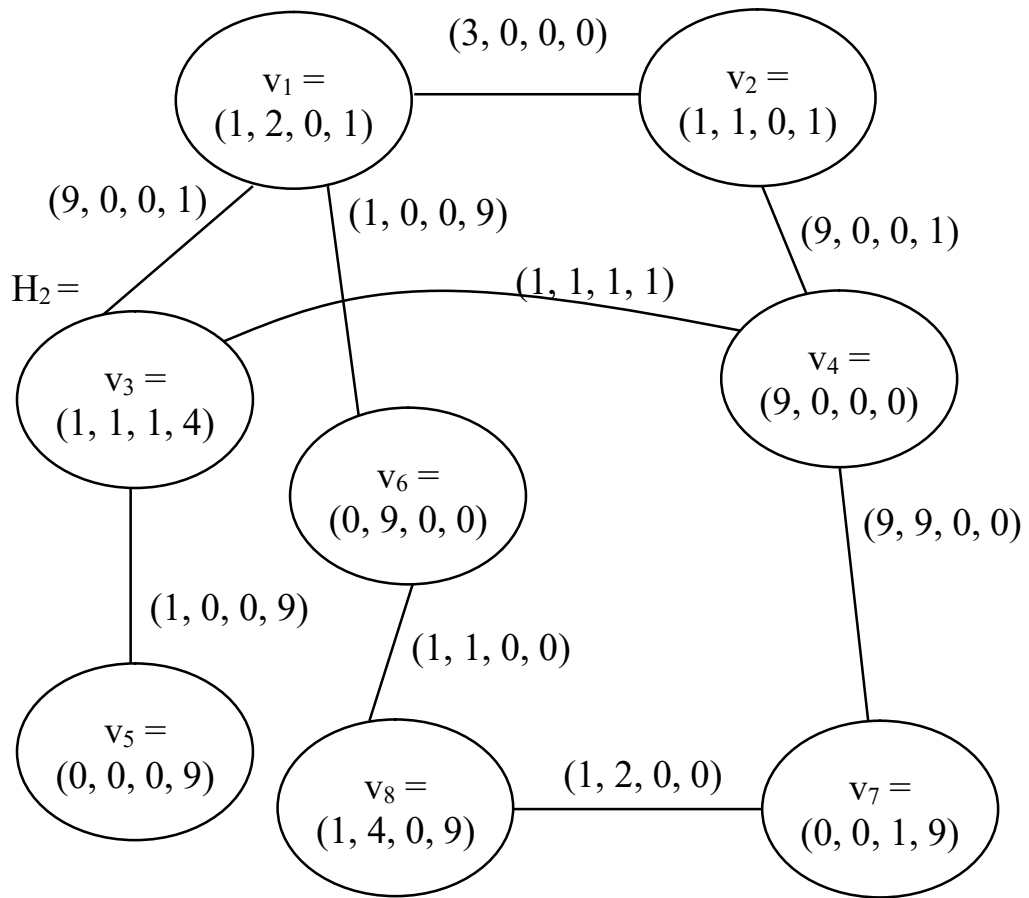 (3, 0, 0, 0)
v₁ =
(1, 2, 0, 1)
v₂ =
(1, 1, 0, 1)
(9, 0, 0, 1)
(1, 0, 0, 9)
(9, 0, 0, 1)
H₂ =
(1, 1, 1, 1)
v₃ =
(1, 1, 1, 4)
v₄ =
(9, 0, 0, 0)
v₆ =
(0, 9, 0, 0)
(9, 9, 0, 0)
(1, 0, 0, 9)
(1, 1, 0, 0)
v₅ =
(0, 0, 0, 9)
(1, 2, 0, 0)
v₈ =
(1, 4, 0, 9)
v₇ =
(0, 0, 1, 9)